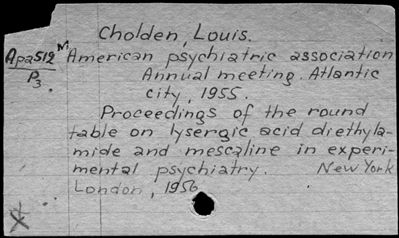 Cholden, Louis.
Apa512 M American psychiatric association
P3 Annual meeting. Atlantic
city, 1955.
Proceedings of the round
table on lysergic acid diethyla-
mide and mescaline in experi-
mental psychiatry. New York
London, 1956